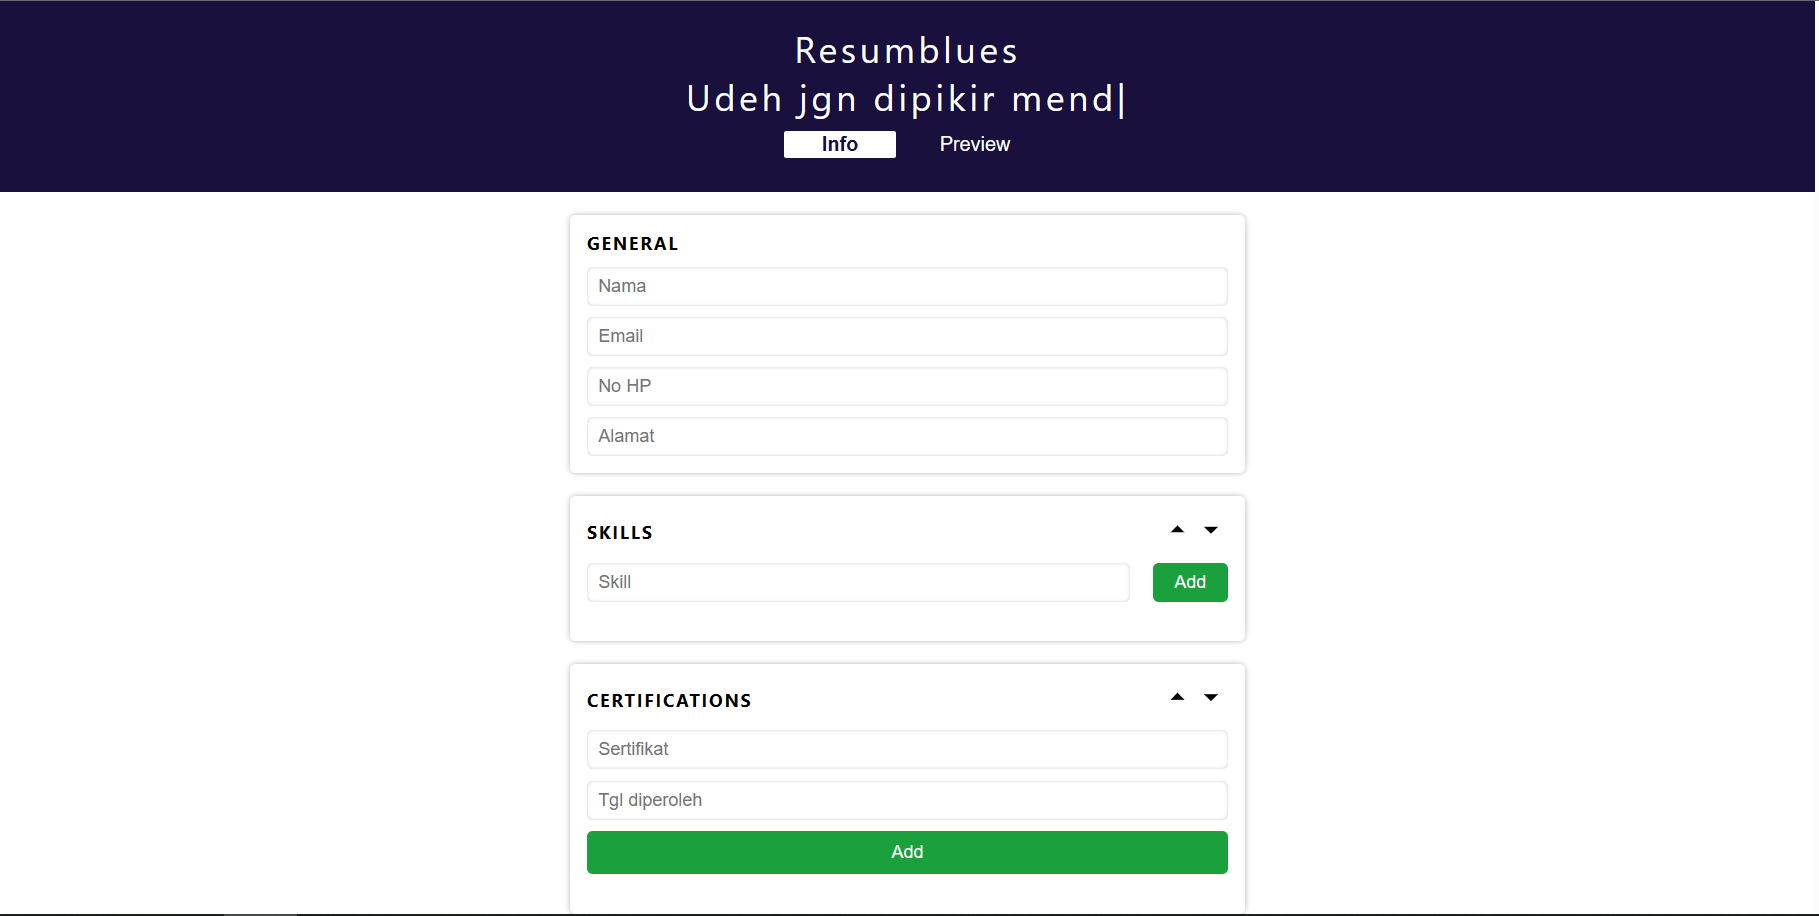 Resumblues
Udeh jgn dipikir mend|
Info Preview
GENERAL
Nama
Email
No HP
Alamat
SKILLS
Skill Add
CERTIFICATIONS
Sertifikat
Tgl diperoleh
Add